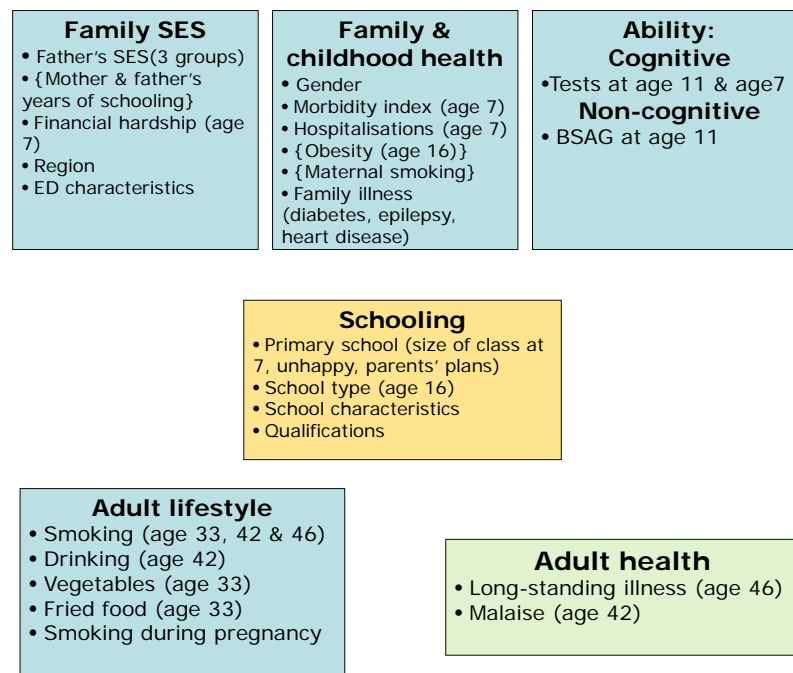 Family SES
• Father's SES(3 groups)
• {Mother & father's
years of schooling}
• Financial hardship (age
7)
• Region
• ED characteristics
Family &
childhood health
• Gender
• Morbidity index (age 7)
• Hospitalisations (age 7)
• {Obesity (age 16)}
• {Maternal smoking}
• Family illness
(diabetes, epilepsy,
heart disease)
Ability:
Cognitive
•Tests at age 11 & age7
Non-cognitive
• BSAG at age 11
Schooling
• Primary school (size of class at
7, unhappy, parents' plans)
• School type (age 16)
• School characteristics
• Qualifications
Adult lifestyle
• Smoking (age 33, 42 & 46)
• Drinking (age 42)
• Vegetables (age 33)
• Fried food (age 33)
• Smoking during pregnancy
Adult health
• Long-standing illness (age 46)
• Malaise (age 42)